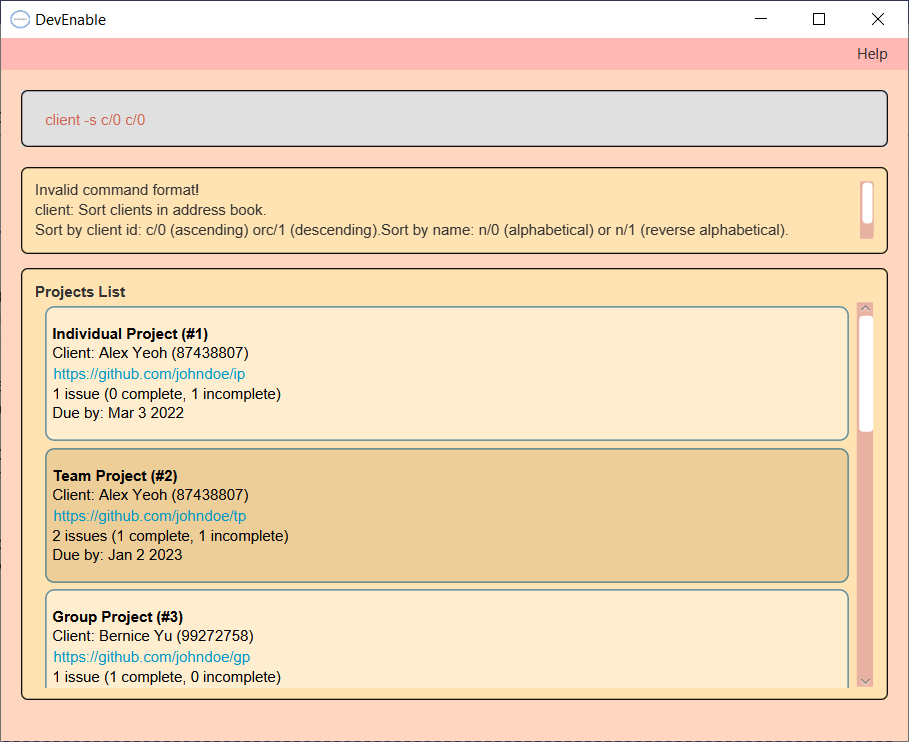 DevEnable
Help
client -s c/0 c/0
Invalid command format!
client: Sort clients in address book.
Sort by client id: c/0 (ascending) orc/1 (descending).Sort by name: n/0 (alphabetical) or n/1 (reverse alphabetical).
Projects List
Individual Project (#1)
Client: Alex Yeoh (87438807)
https://github.com/johndoe/ip
1 issue (0 complete, 1 incomplete)
Due by: Mar 3 2022
Team Project (#2)
Client: Alex Yeoh (87438807)
https://github.com/johndoe/tp
2 issues (1 complete, 1 incomplete)
Due by: Jan 2 2023
Group Project (#3)
Client: Bernice Yu (99272758)
https://github.com/johndoe/gp
1 issue (1 complete, 0 incomplete)